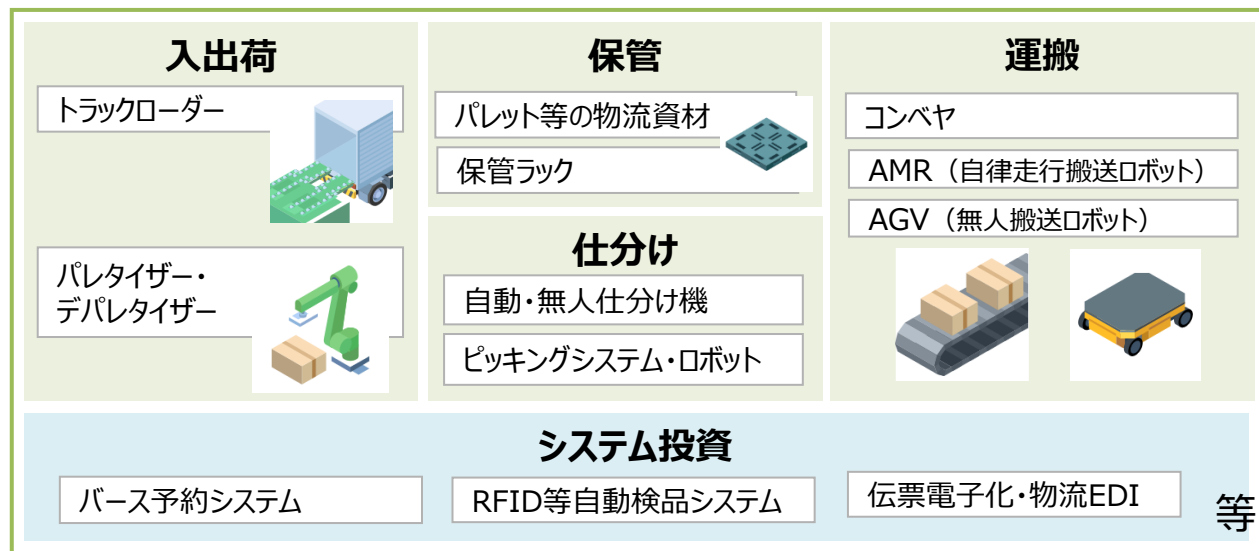 入出荷
トラックローダー
パレタイザー・
デパレタイザー
保管
パレット等の物流資材
保管ラック
仕分け
自動・無人仕分け機
ピッキングシステム・ロボット
運搬
コンベヤ
AMR（自律走行搬送ロボット）
AGV（無人搬送ロボット）
システム投資
バース予約システム
RFID等自動検品システム
伝票電子化・物流EDI
等